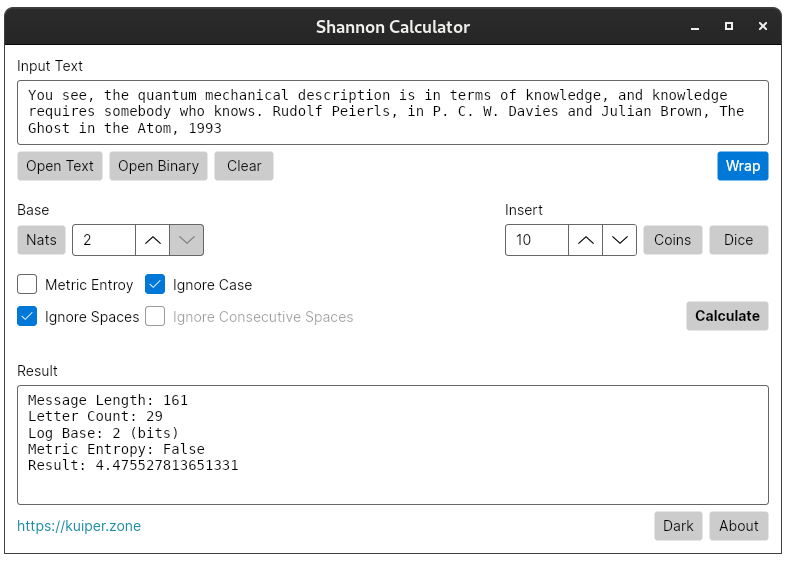 Shannon Calculator
Input Text
You see, the quantum mechanical description is in terms of knowledge, and knowledge
requires somebody who knows. Rudolf Peierls, in P. C. W. Davies and Julian Brown, The
Ghost in the Atom, 1993
Open Text Open Binary Clear Wrap
Base Insert
Nats 2 10 Coins Dice
Metric Entroy Ignore Case
Ignore Spaces Ignore Consecutive Spaces Calculate
Result
Message Length: 161
Letter Count: 29
Log Base: 2 (bits)
Metric Entropy: False
Result: 4.475527813651331
https://kuiper.zone Dark About